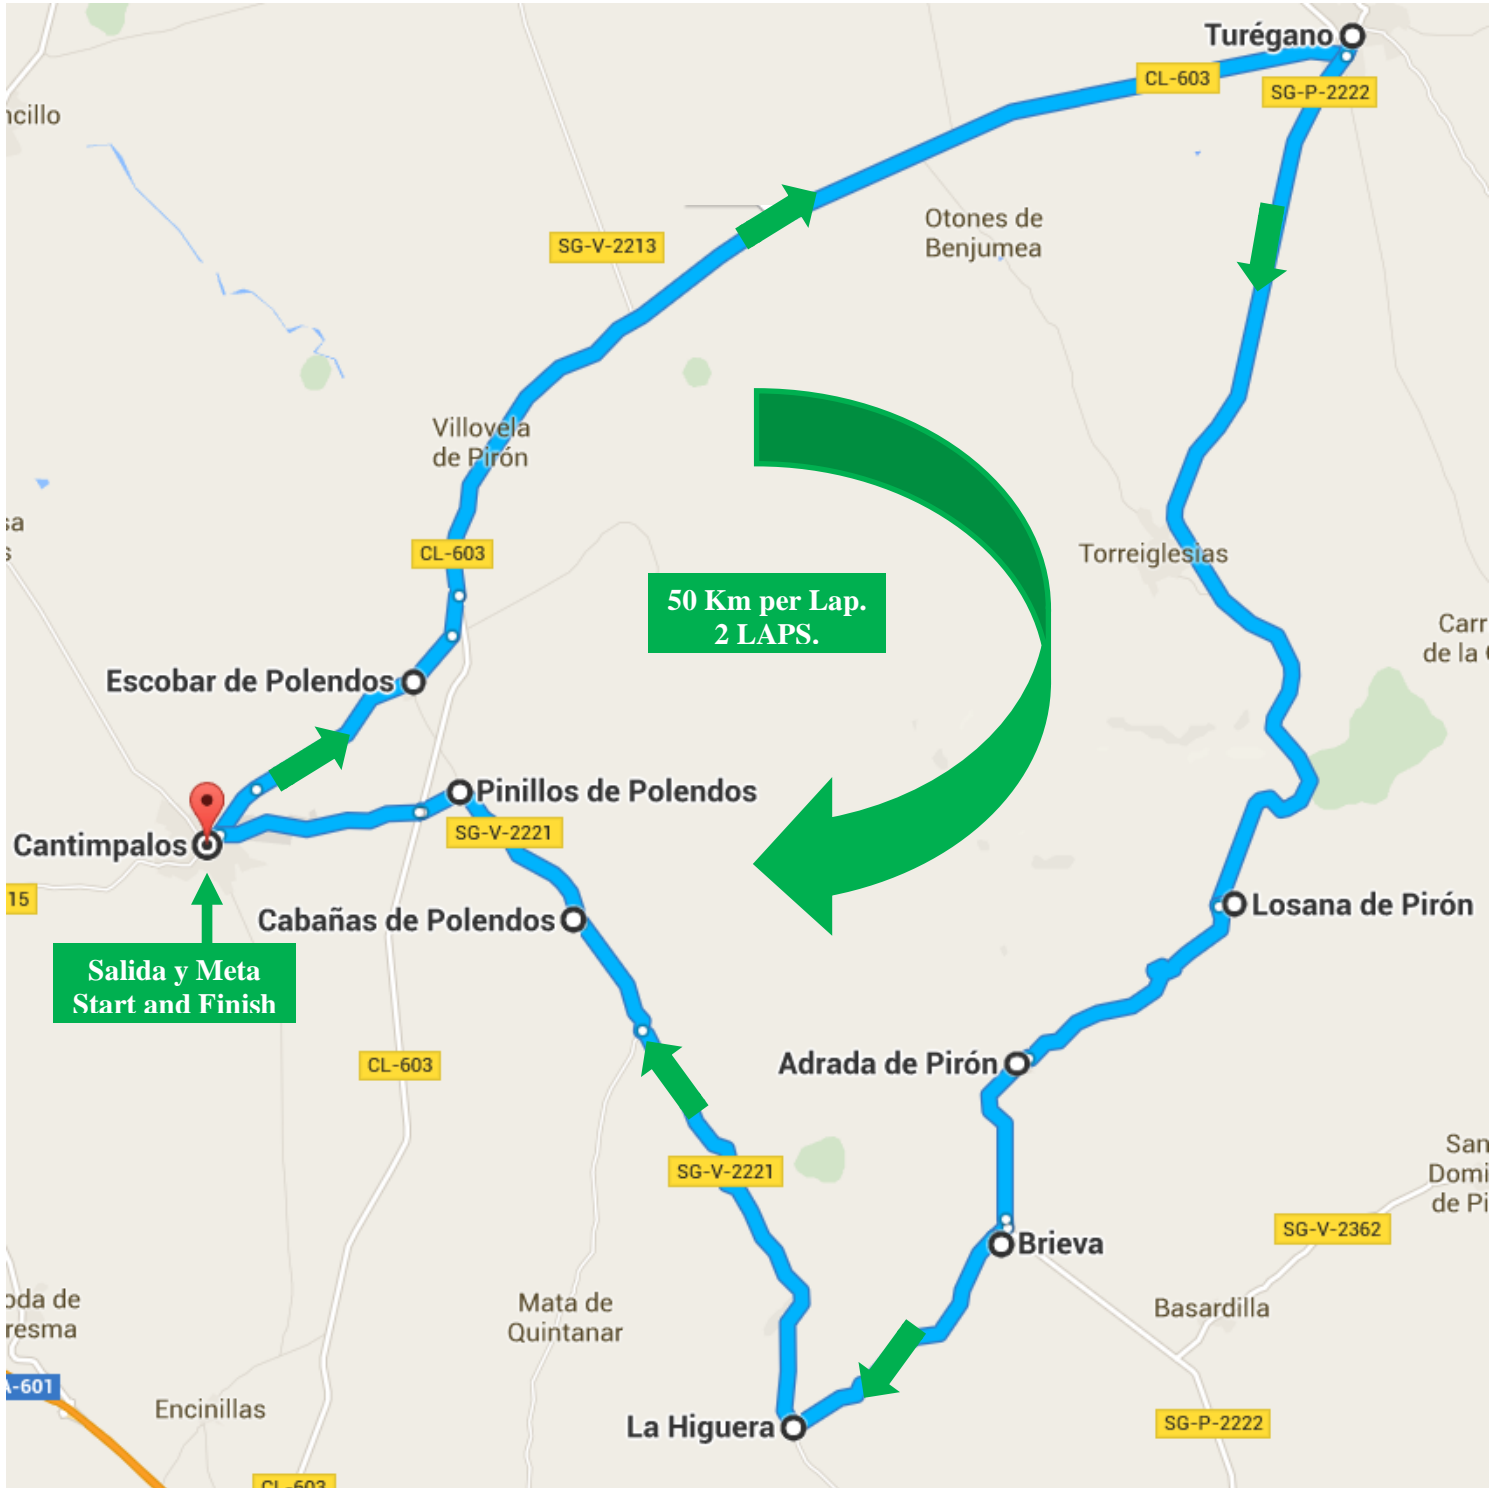 Turégano
CL-603
SG-P-2222
Otones de
Benjumea
SG-V-2213
Villovela
de Pirón
CL-603
Torreiglesias
50 Km per Lap.
2 LAPS.
Escobar de Polendos
Pinillos de Polendos
SG-V-2221
Cantimpalos
15
Cabañas de Polendos
Losana de Pirón
Salida y Meta
Start and Finish
CL-603
Adrada de Pirón
SG-V-2221
Brieva
SG-V-2362
Mata de
Quintanar
Basardilla
Encinillas
La Higuera
SG-P-2222
CL-603